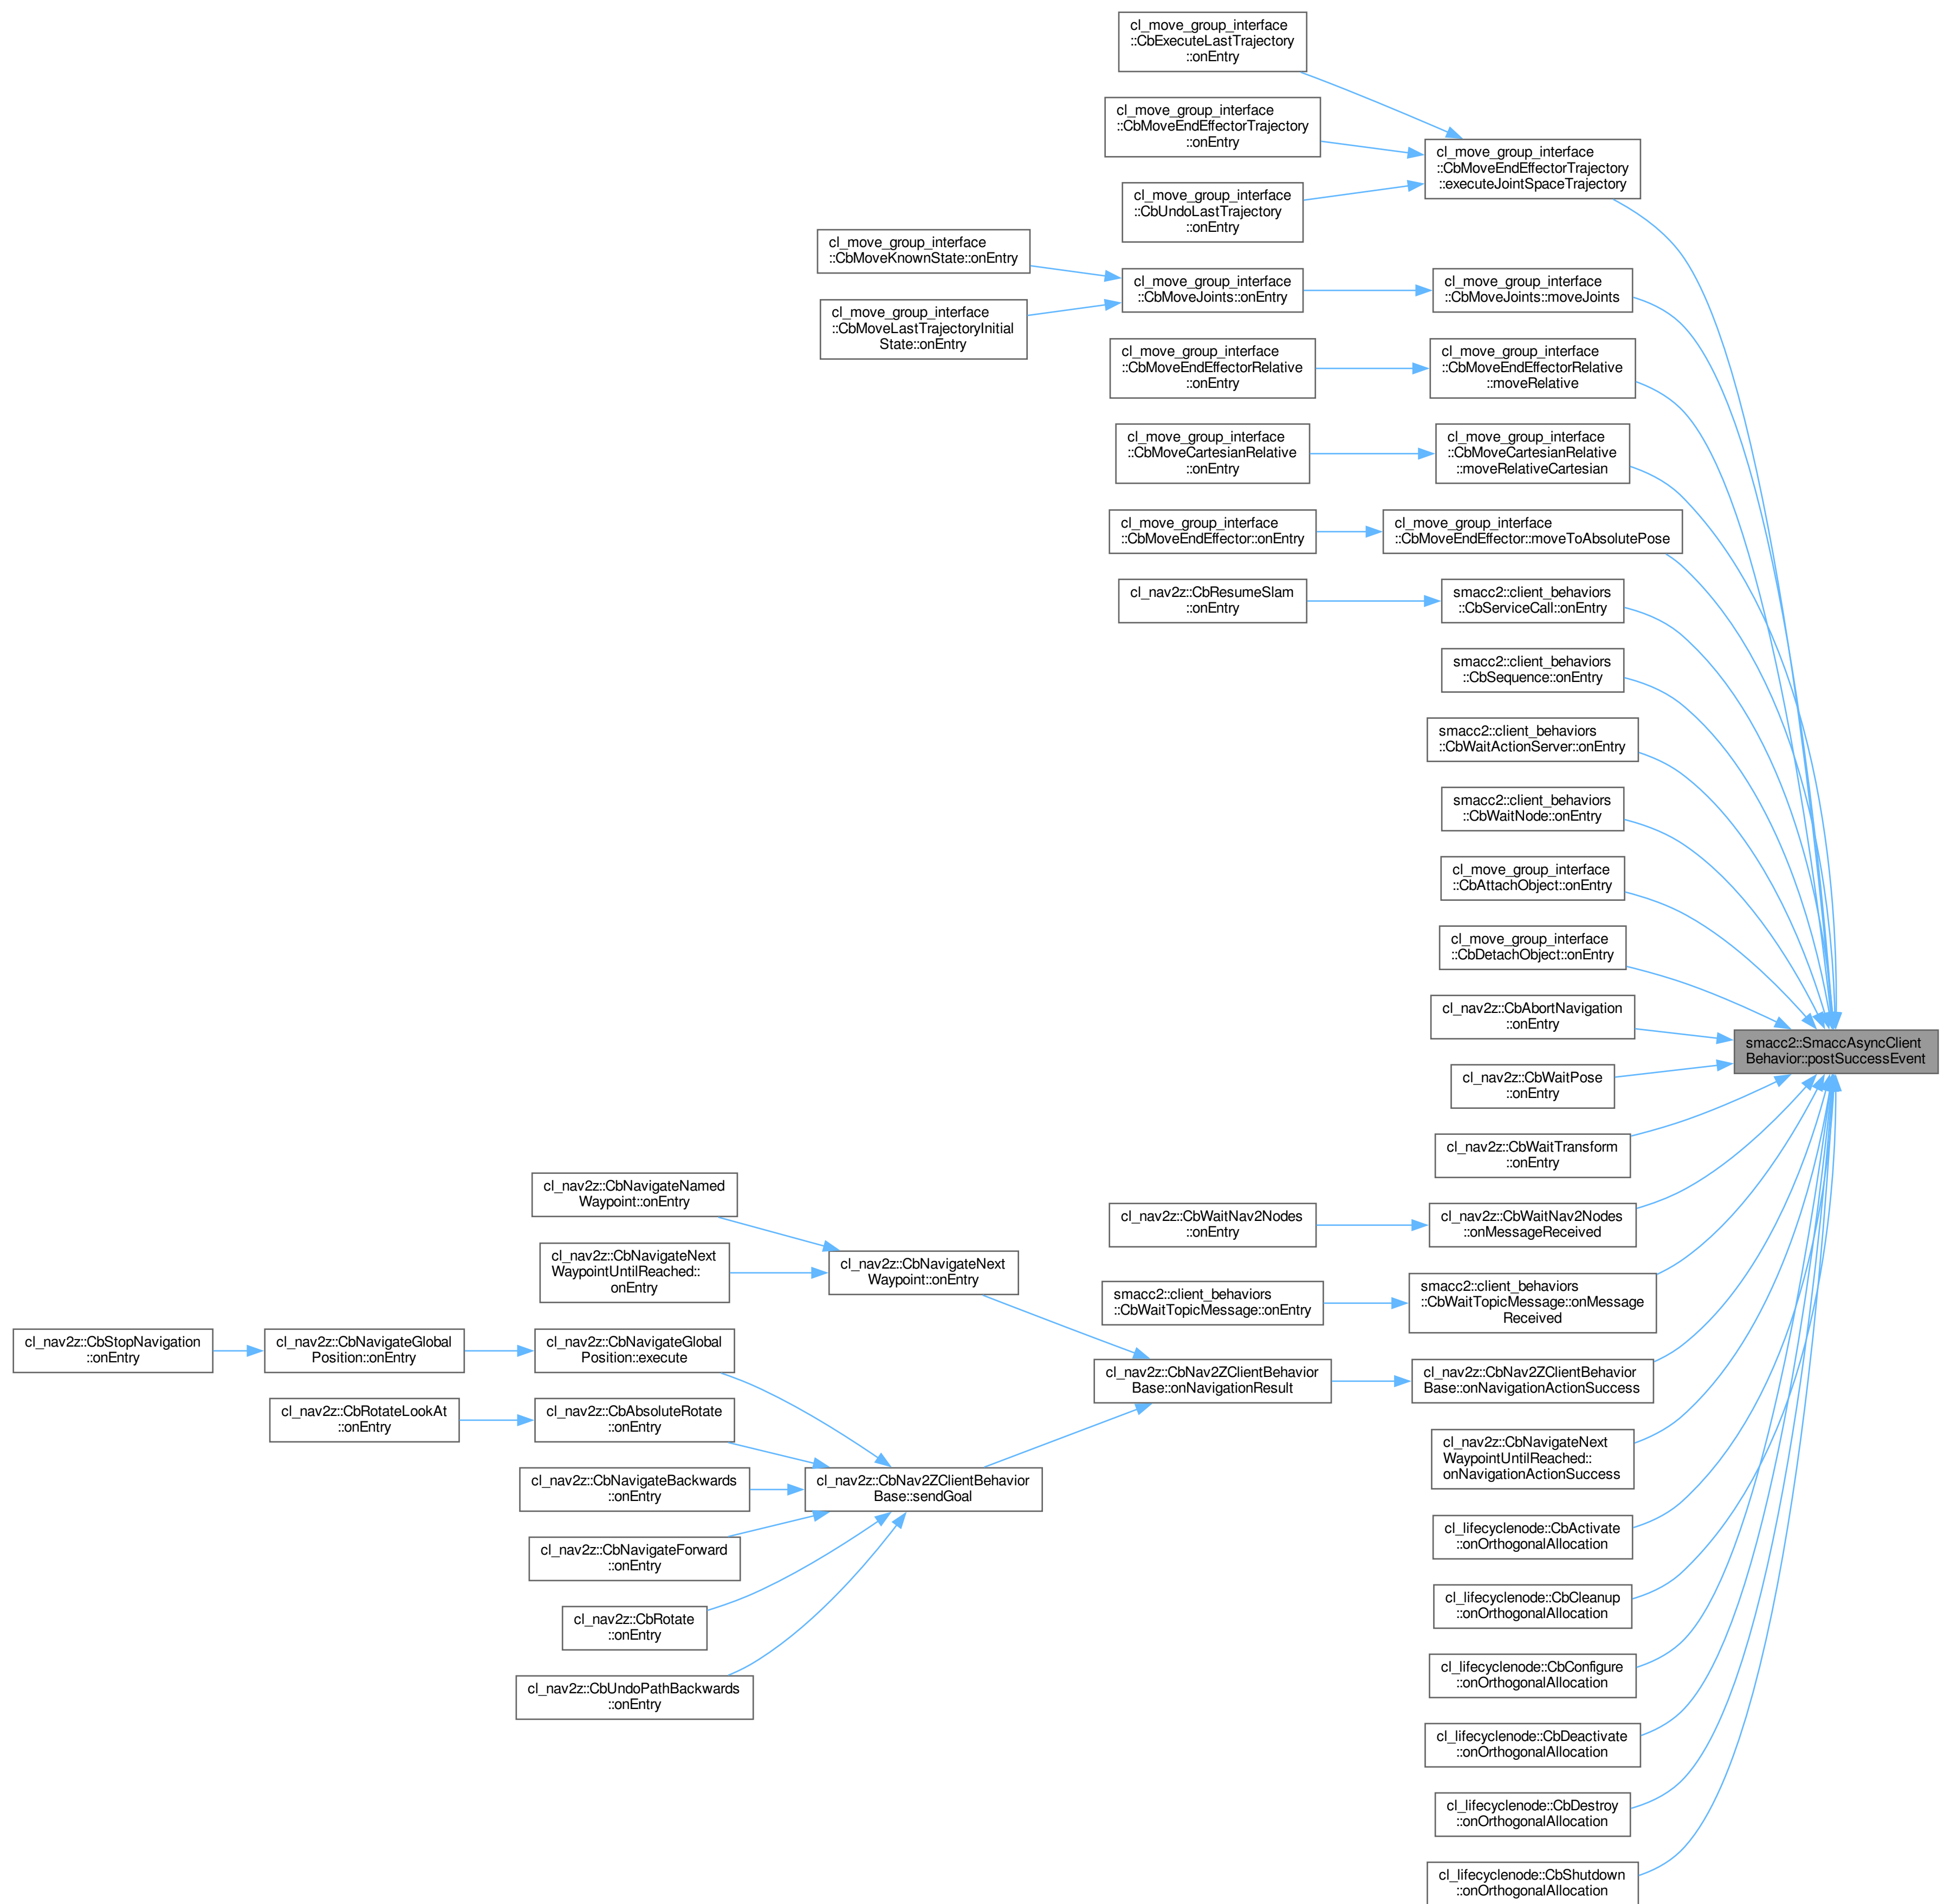 cl_move_group_interface
::CbExecuteLastTrajectory
::onEntry
cl_move_group_interface
::CbMoveEndEffectorTrajectory
::onEntry
cl_move_group_interface
::CbMoveEndEffectorTrajectory
::executeJointSpaceTrajectory
cl_move_group_interface
::CbUndoLastTrajectory
::onEntry
cl_move_group_interface
::CbMoveKnownState::onEntry
cl_move_group_interface
::CbMoveLastTrajectoryInitial
State::onEntry
cl_move_group_interface
::CbMoveJoints::onEntry
cl_move_group_interface
::CbMoveJoints::moveJoints
cl_move_group_interface
::CbMoveEndEffectorRelative
::onEntry
cl_move_group_interface
::CbMoveEndEffectorRelative
::moveRelative
cl_move_group_interface
::CbMoveCartesianRelative
::onEntry
cl_move_group_interface
::CbMoveCartesianRelative
::moveRelativeCartesian
cl_move_group_interface
::CbMoveEndEffector::onEntry
cl_move_group_interface
::CbMoveEndEffector::moveToAbsolutePose
cl_nav2z::CbResumeSlam
::onEntry
smacc2::client_behaviors
::CbServiceCall::onEntry
smacc2::client_behaviors
::CbSequence::onEntry
smacc2::client_behaviors
::CbWaitActionServer::onEntry
smacc2::client_behaviors
::CbWaitNode::onEntry
cl_move_group_interface
::CbAttachObject::onEntry
cl_move_group_interface
::CbDetachObject::onEntry
cl_nav2z::CbAbortNavigation
::onEntry
smacc2::SmaccAsyncClient
Behavior::postSuccessEvent
cl_nav2z::CbWaitPose
::onEntry
cl_nav2z::CbWaitTransform
::onEntry
cl_nav2z::CbWaitNav2Nodes
::onEntry
cl_nav2z::CbWaitNav2Nodes
::onMessageReceived
smacc2::client_behaviors
::CbWaitTopicMessage::onEntry
smacc2::client_behaviors
::CbWaitTopicMessage::onMessage
Received
cl_nav2z::CbNavigateNamed
Waypoint::onEntry
cl_nav2z::CbNavigateNext
WaypointUntilReached::
onEntry
cl_nav2z::CbNavigateNext
Waypoint::onEntry
cl_nav2z::CbStopNavigation
::onEntry
cl_nav2z::CbNavigateGlobal
Position::onEntry
cl_nav2z::CbNavigateGlobal
Position::execute
cl_nav2z::CbNav2ZClientBehavior
Base::onNavigationResult
cl_nav2z::CbNav2ZClientBehavior
Base::onNavigationActionSuccess
cl_nav2z::CbRotateLookAt
::onEntry
cl_nav2z::CbAbsoluteRotate
::onEntry
cl_nav2z::CbNavigateBackwards
::onEntry
cl_nav2z::CbNav2ZClientBehavior
Base::sendGoal
cl_nav2z::CbNavigateForward
::onEntry
cl_nav2z::CbRotate
::onEntry
cl_nav2z::CbUndoPathBackwards
::onEntry
cl_nav2z::CbNavigateNext
WaypointUntilReached::
onNavigationActionSuccess
cl_lifecyclenode::CbActivate
::onOrthogonalAllocation
cl_lifecyclenode::CbCleanup
::onOrthogonalAllocation
cl_lifecyclenode::CbConfigure
::onOrthogonalAllocation
cl_lifecyclenode::CbDeactivate
::onOrthogonalAllocation
cl_lifecyclenode::CbDestroy
::onOrthogonalAllocation
cl_lifecyclenode::CbShutdown
::onOrthogonalAllocation